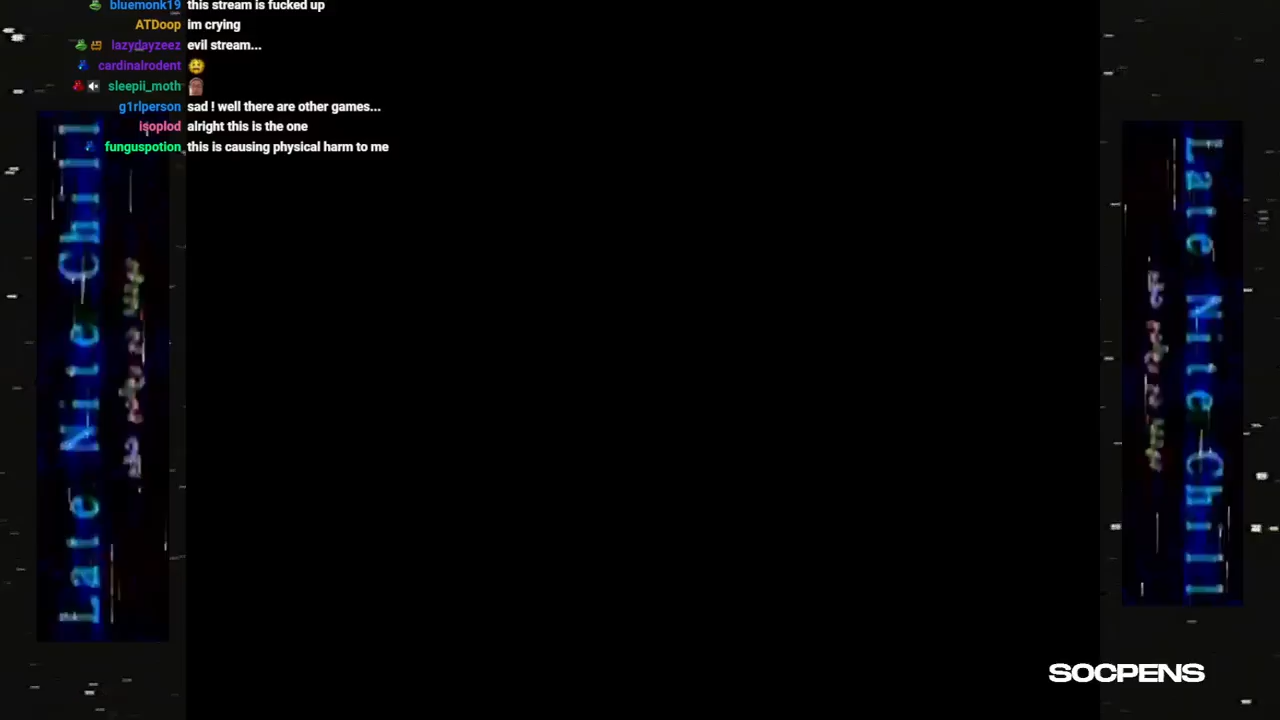 bluemonk19 this stream is fucked up
ATDoop im crying
lazydayzeez evil stream...
cardinalrodent
sleepii_moth
g1rlperson sad ! well there are other games...
isoplod alright this is the one
funguspotion this is causing physical harm to me
Late Nite Chill
Late Nite Chill
SOCPENS